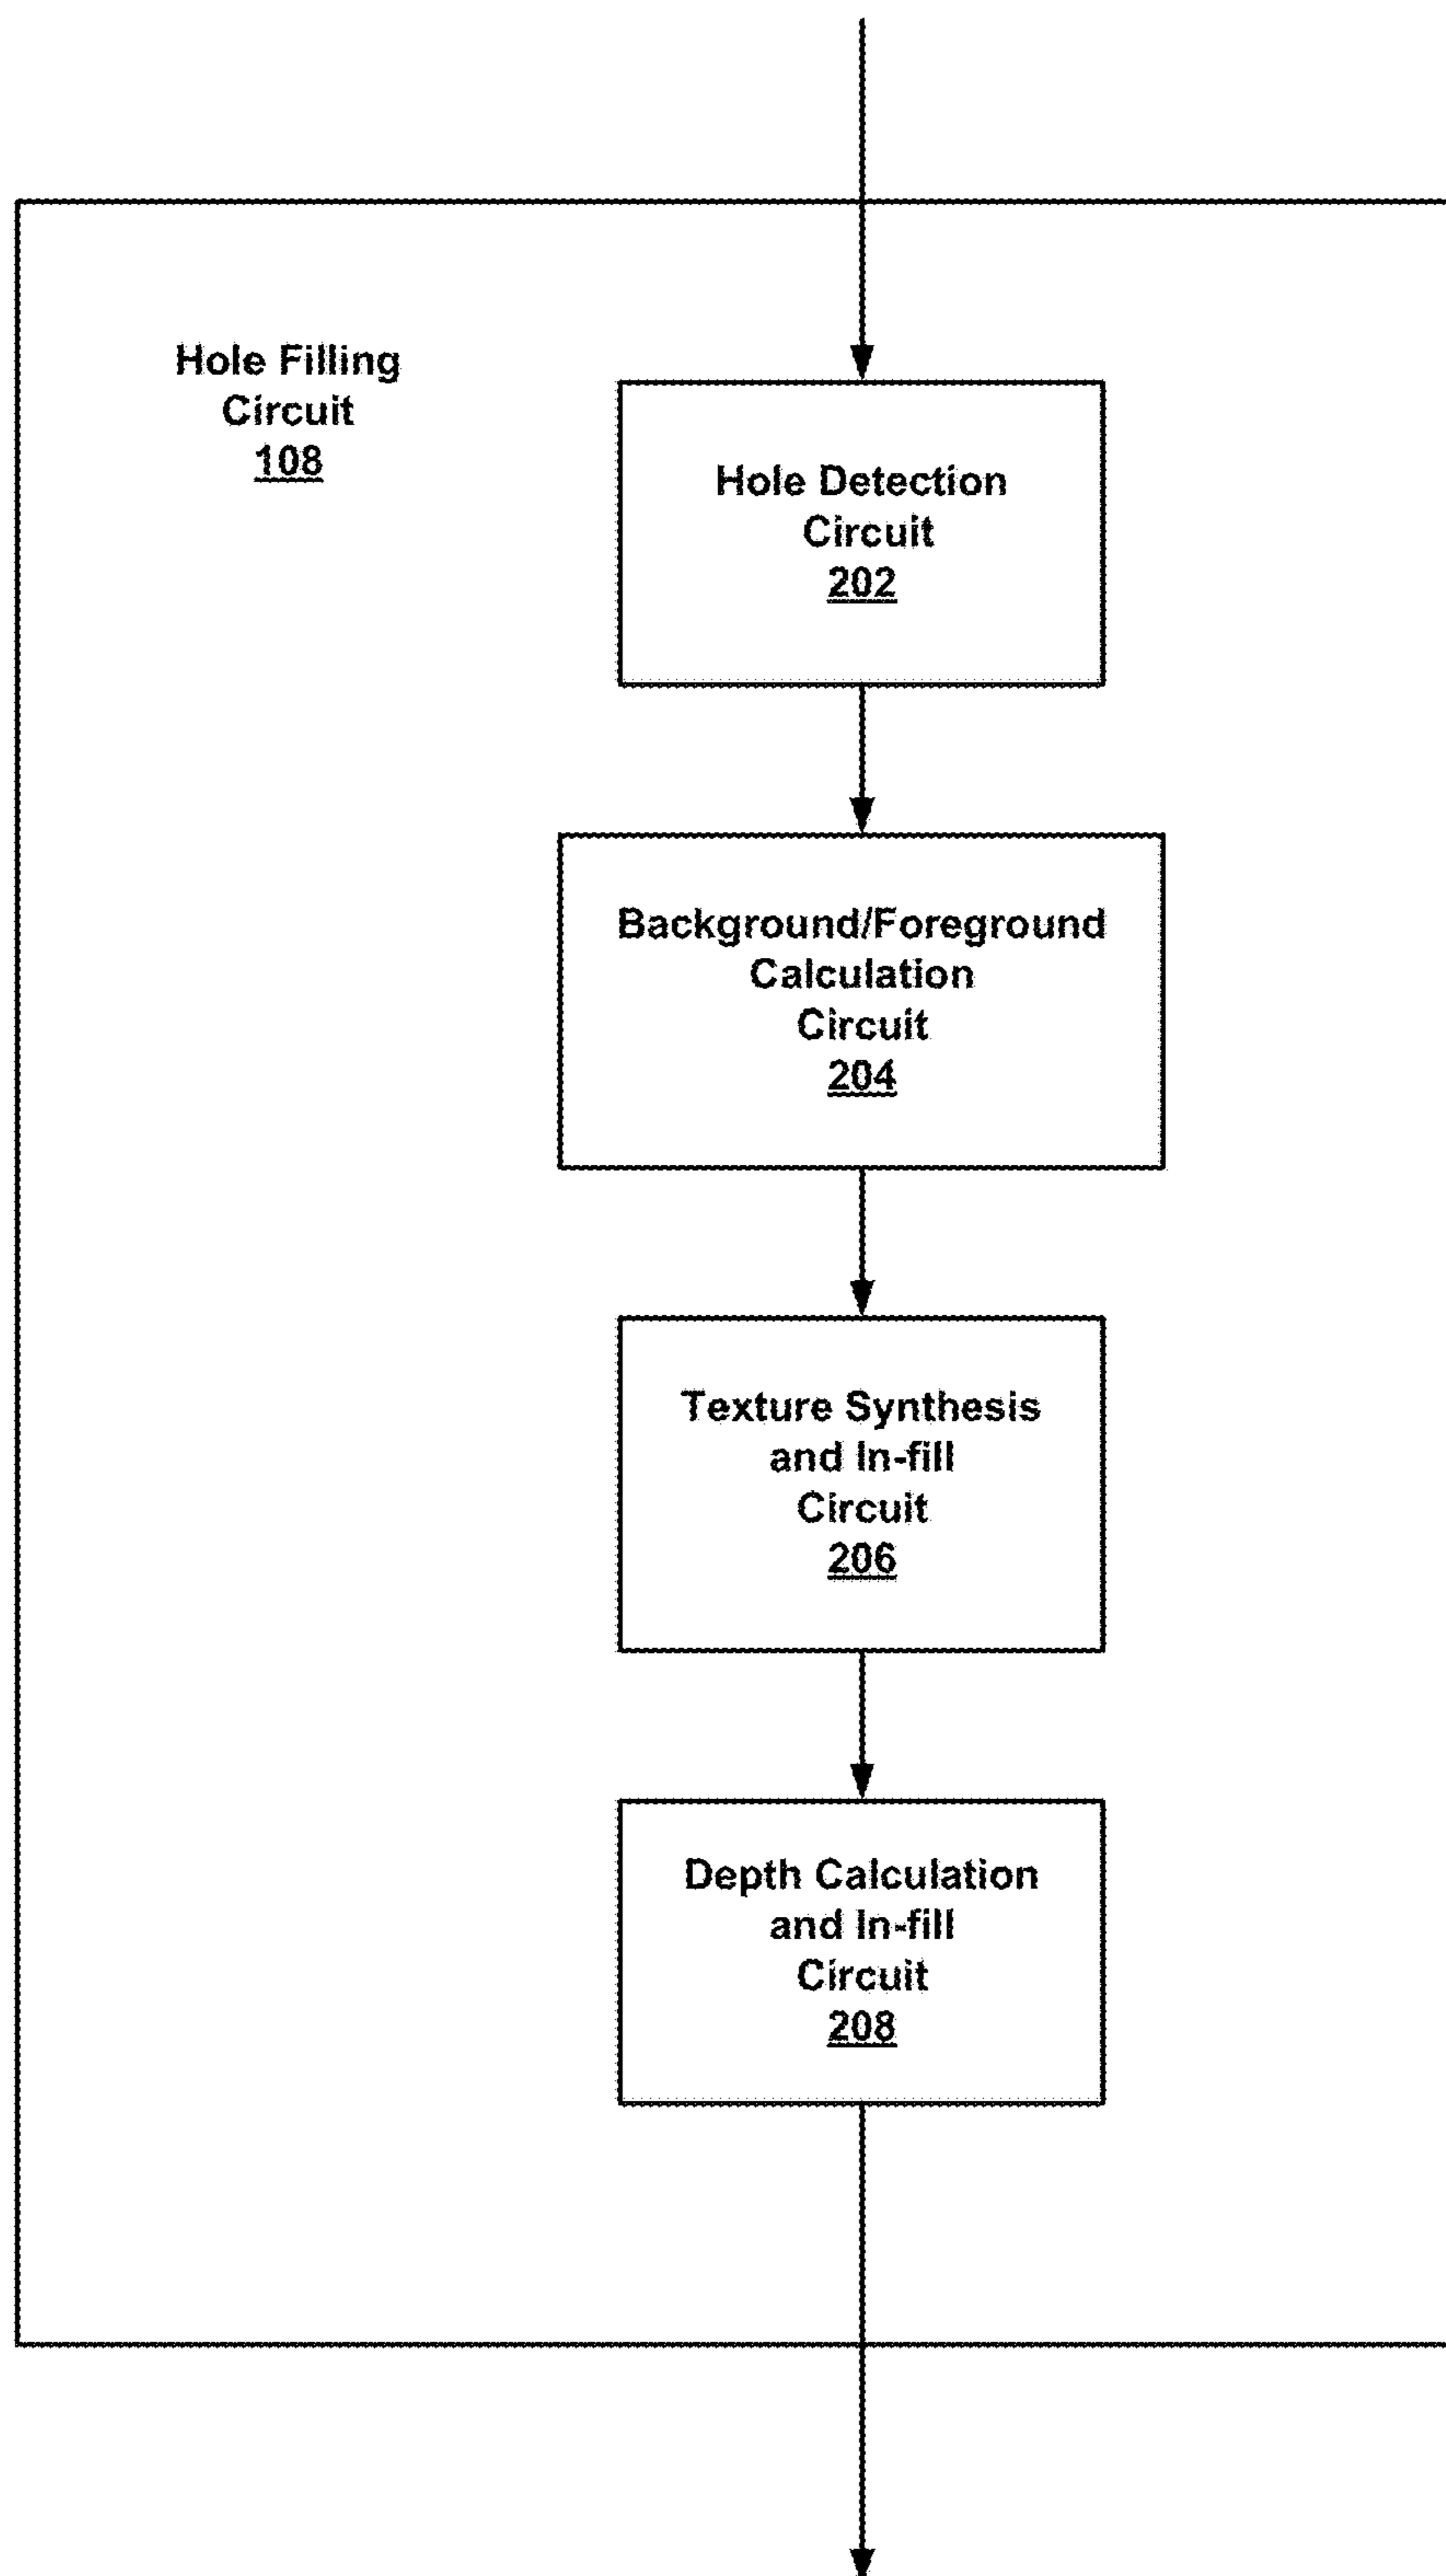 Hole Filling
Circuit
108
Hole Detection
Circuit
202
Background/Foreground
Calculation
Circuit
204
Texture Synthesis
and In-fill
Circuit
206
Depth Calculation
and In-fill
Circuit
208